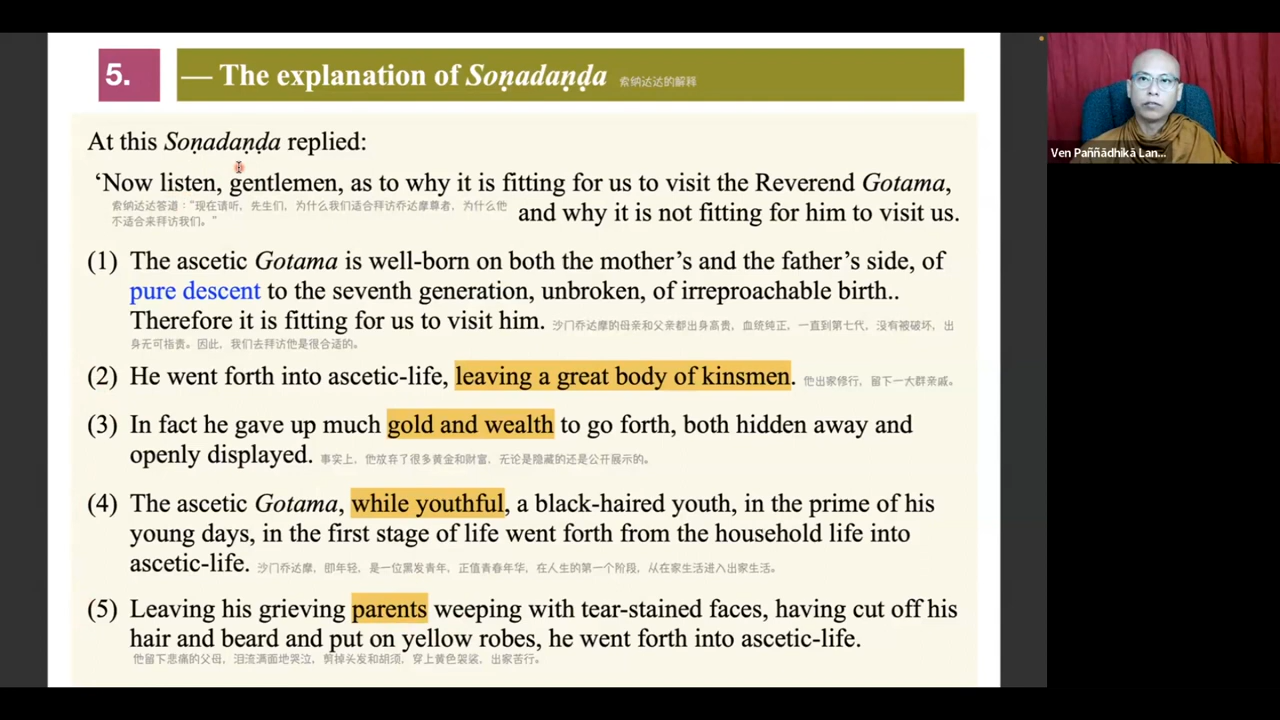 5.
— The explanation of Soṇadaṇḍa 索纳达达的解释
At this Soṇadaṇḍa replied:
‘Now listen, gentlemen, as to why it is fitting for us to visit the Reverend Gotama,
and why it is not fitting for him to visit us.
索纳达达答道："现在请听，先生们，为什么我们适合拜访乔达摩尊者，为什么他
不适合来拜访我们。"
(1) The ascetic Gotama is well-born on both the mother’s and the father’s side, of
pure descent to the seventh generation, unbroken, of irreproachable birth..
Therefore it is fitting for us to visit him. 沙门乔达摩的母亲和父亲都出身高贵，血统纯正，一直到第七代，没有被破坏，出
身无可指责。因此，我们去拜访他是很合适的。
(2) He went forth into ascetic-life, leaving a great body of kinsmen. 他出家修行，留下一大群亲戚。
(3) In fact he gave up much gold and wealth to go forth, both hidden away and
openly displayed. 事实上，他放弃了很多黄金和财富，无论是隐藏的还是公开展示的。
(4) The ascetic Gotama, while youthful, a black-haired youth, in the prime of his
young days, in the first stage of life went forth from the household life into
ascetic-life. 沙门乔达摩，即年轻，是一位黑发青年，正值青春年华，在人生的第一个阶段，从在家生活进入出家生活。
(5) Leaving his grieving parents weeping with tear-stained faces, having cut off his
hair and beard and put on yellow robes, he went forth into ascetic-life.
他留下悲痛的父母，泪流满面地哭泣，剪掉头发和胡须，穿上黄色袈裟，出家苦行。
Ven Paññādhikā Lan...